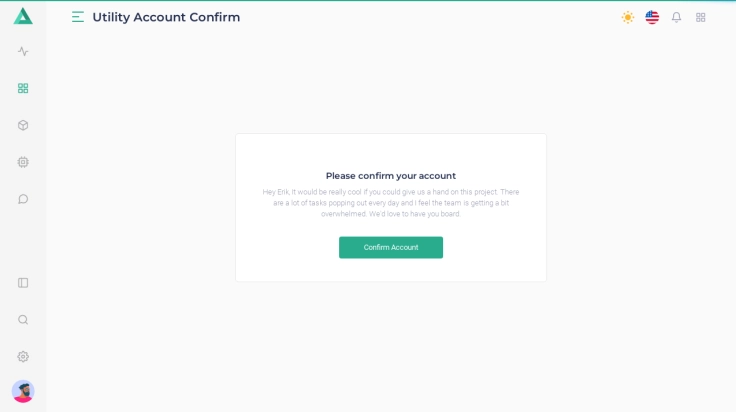 Utility Account Confirm
Please confirm your account
Hey Erik. It would be really cool if you could give us a hand on this project. There
are a lot of tasks popping out every day and I feel the team is getting a bit
overwhelmed. We'd love to have you board.
Confirm Account